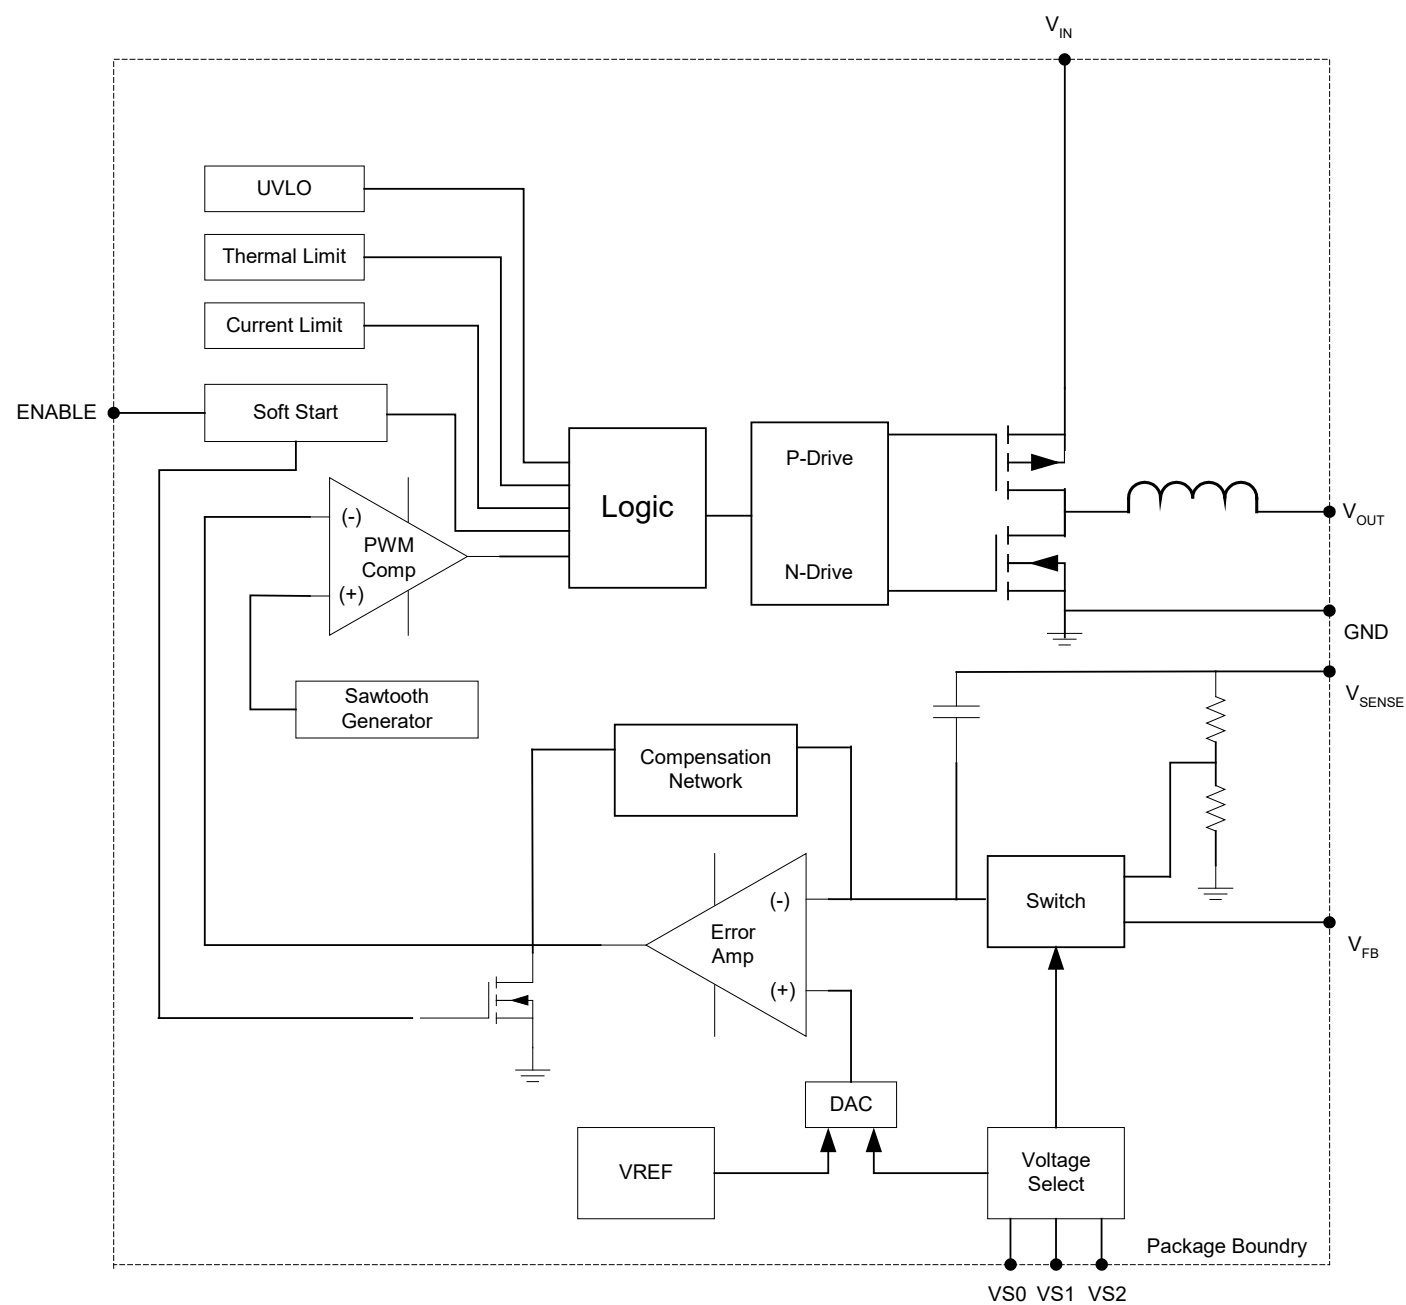 VIN
UVLO
Thermal Limit
Current Limit
ENABLE
Soft Start
P-Drive
Logic
N-Drive
VOUT
(-)
PWM
Comp
(+)
GND
VSENSE
Sawtooth
Generator
Compensation
Network
Switch
(-)
Error
Amp
(+)
VFB
DAC
VREF
Voltage
Select
Package Boundry
VS0 VS1 VS2